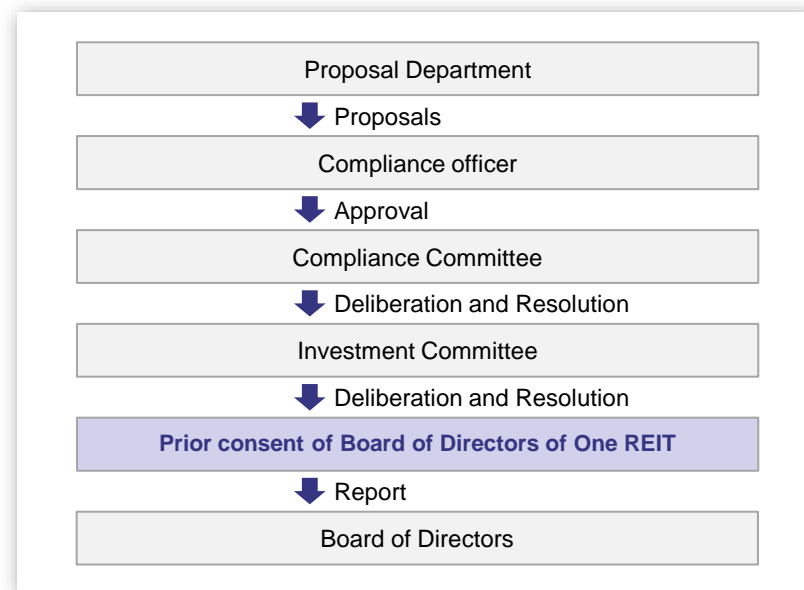 Proposal Department
Proposals
Compliance officer
Approval
Compliance Committee
Deliberation and Resolution
Investment Committee
Deliberation and Resolution
Prior consent of Board of Directors of One REIT
Report
Board of Directors